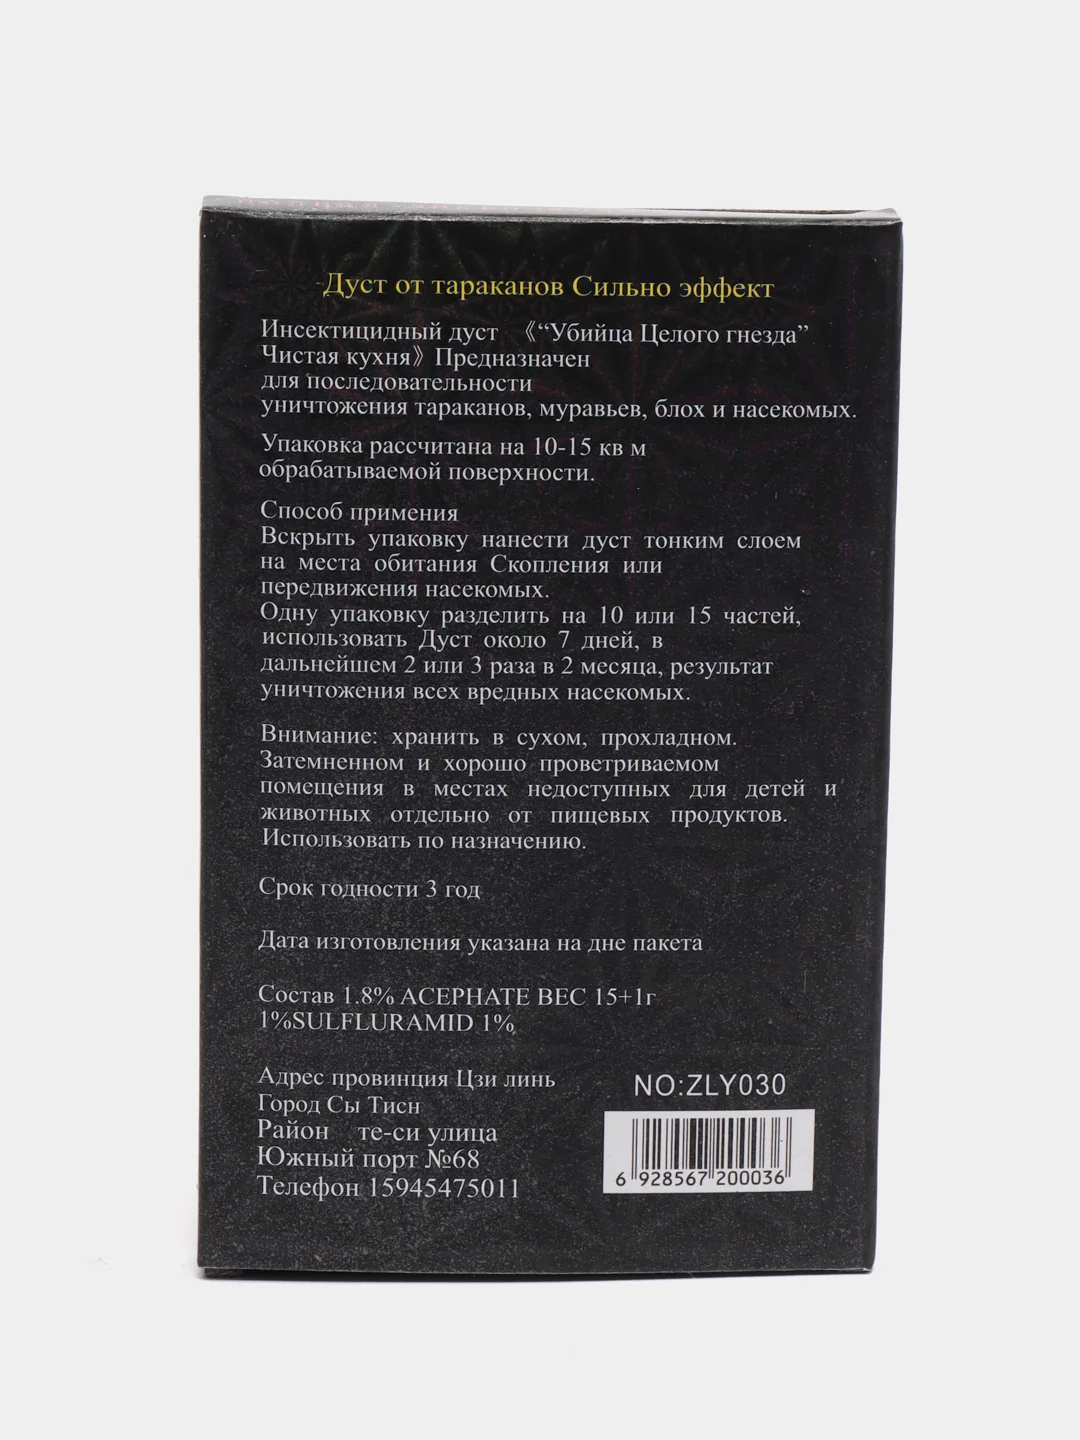 Дуст от тараканов Сильно эффект
Инсектицидный дуст 《“Убийца Целого гнезда”
Чистая кухня》Предназначен
для последовательности
уничтожения тараканов, муравьев, блох и насекомых.
Упаковка рассчитана на 10-15 кв м
обрабатываемой поверхности.
Способ примения
Вскрыть упаковку нанести дуст тонким слоем
на места обитания Скопления или
передвижения насекомых.
Одну упаковку разделить на 10 или 15 частей,
использовать Дуст около 7 дней, в
дальнейшем 2 или 3 раза в 2 месяца, результат
уничтожения всех вредных насекомых.
Внимание: хранить в сухом, прохладном.
Затемненном и хорошо проветриваемом
помещения в местах недоступных для детей и
животных отдельно от пищевых продуктов.
Использовать по назначению.
Срок годности 3 год
Дата изготовления указана на дне пакета
Состав 1.8% ACEPHATE ВЕС 15+1г
1%SULFLURAMID 1%
Адрес провинция Цзи линь
Город Сы Тисн
Район те-си улица
Южный порт №68
Телефон 15945475011
NO:ZLY030
6 928567 200036